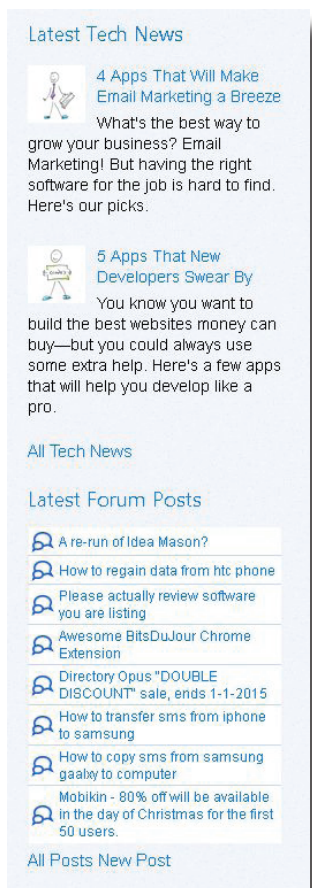 Latest Tech News
4 Apps That Will Make
Email Marketing a Breeze
What's the best way to
grow your business? Email
Marketing! But having the right
software for the job is hard to find.
Here's our picks.
5 Apps That New
Developers Swear By
You know you want to
build the best websites money can
buy—but you could always use
some extra help. Here's a few apps
that will help you develop like a
pro.
All Tech News
Latest Forum Posts
A re-run of Idea Mason?
How to regain data from htc phone
Please actually review software
you are listing
Awesome BitsDuJour Chrome
Extension
Directory Opus "DOUBLE
DISCOUNT" sale, ends 1-1-2015
How to transfer sms from iphone
to samsung
How to copy sms from samsung
gaalxy to computer
Mobikin - 80% off will be available
in the day of Christmas for the first
50 users.
All Posts New Post